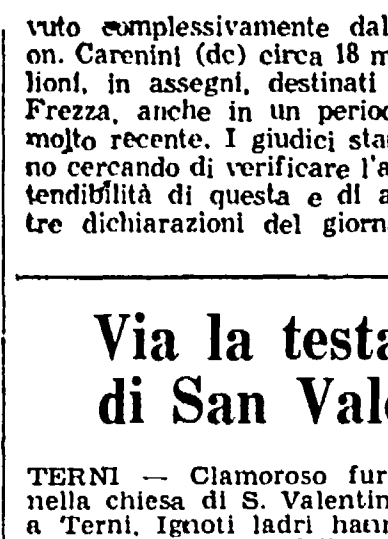 vuto complessivamente dal
on. Carenini (dc) circa 18 m
lioni, in assegni, destinati
Frezza, anche in un period
molto recente. I giudici sta
no cercando di verificare l'a
tendibilità di questa e di a
tre dichiarazioni del giorn
Via la testa
di San Vale
TERNI — Clamoroso fur
nella chiesa di S. Valentin
a Terni. Ignoti ladri hann